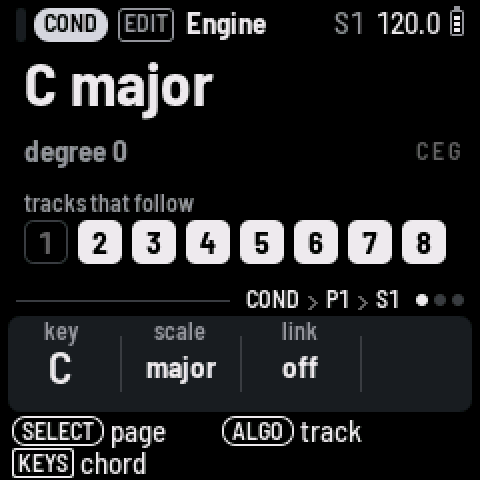 COND EDIT Engine S1 120.0
C major
degree 0 CEG
tracks that follow
1 2 3 4 5 6 7 8
COND > P1 > S1
key scale link
C major off
SELECT page ALGO track
KEYS chord